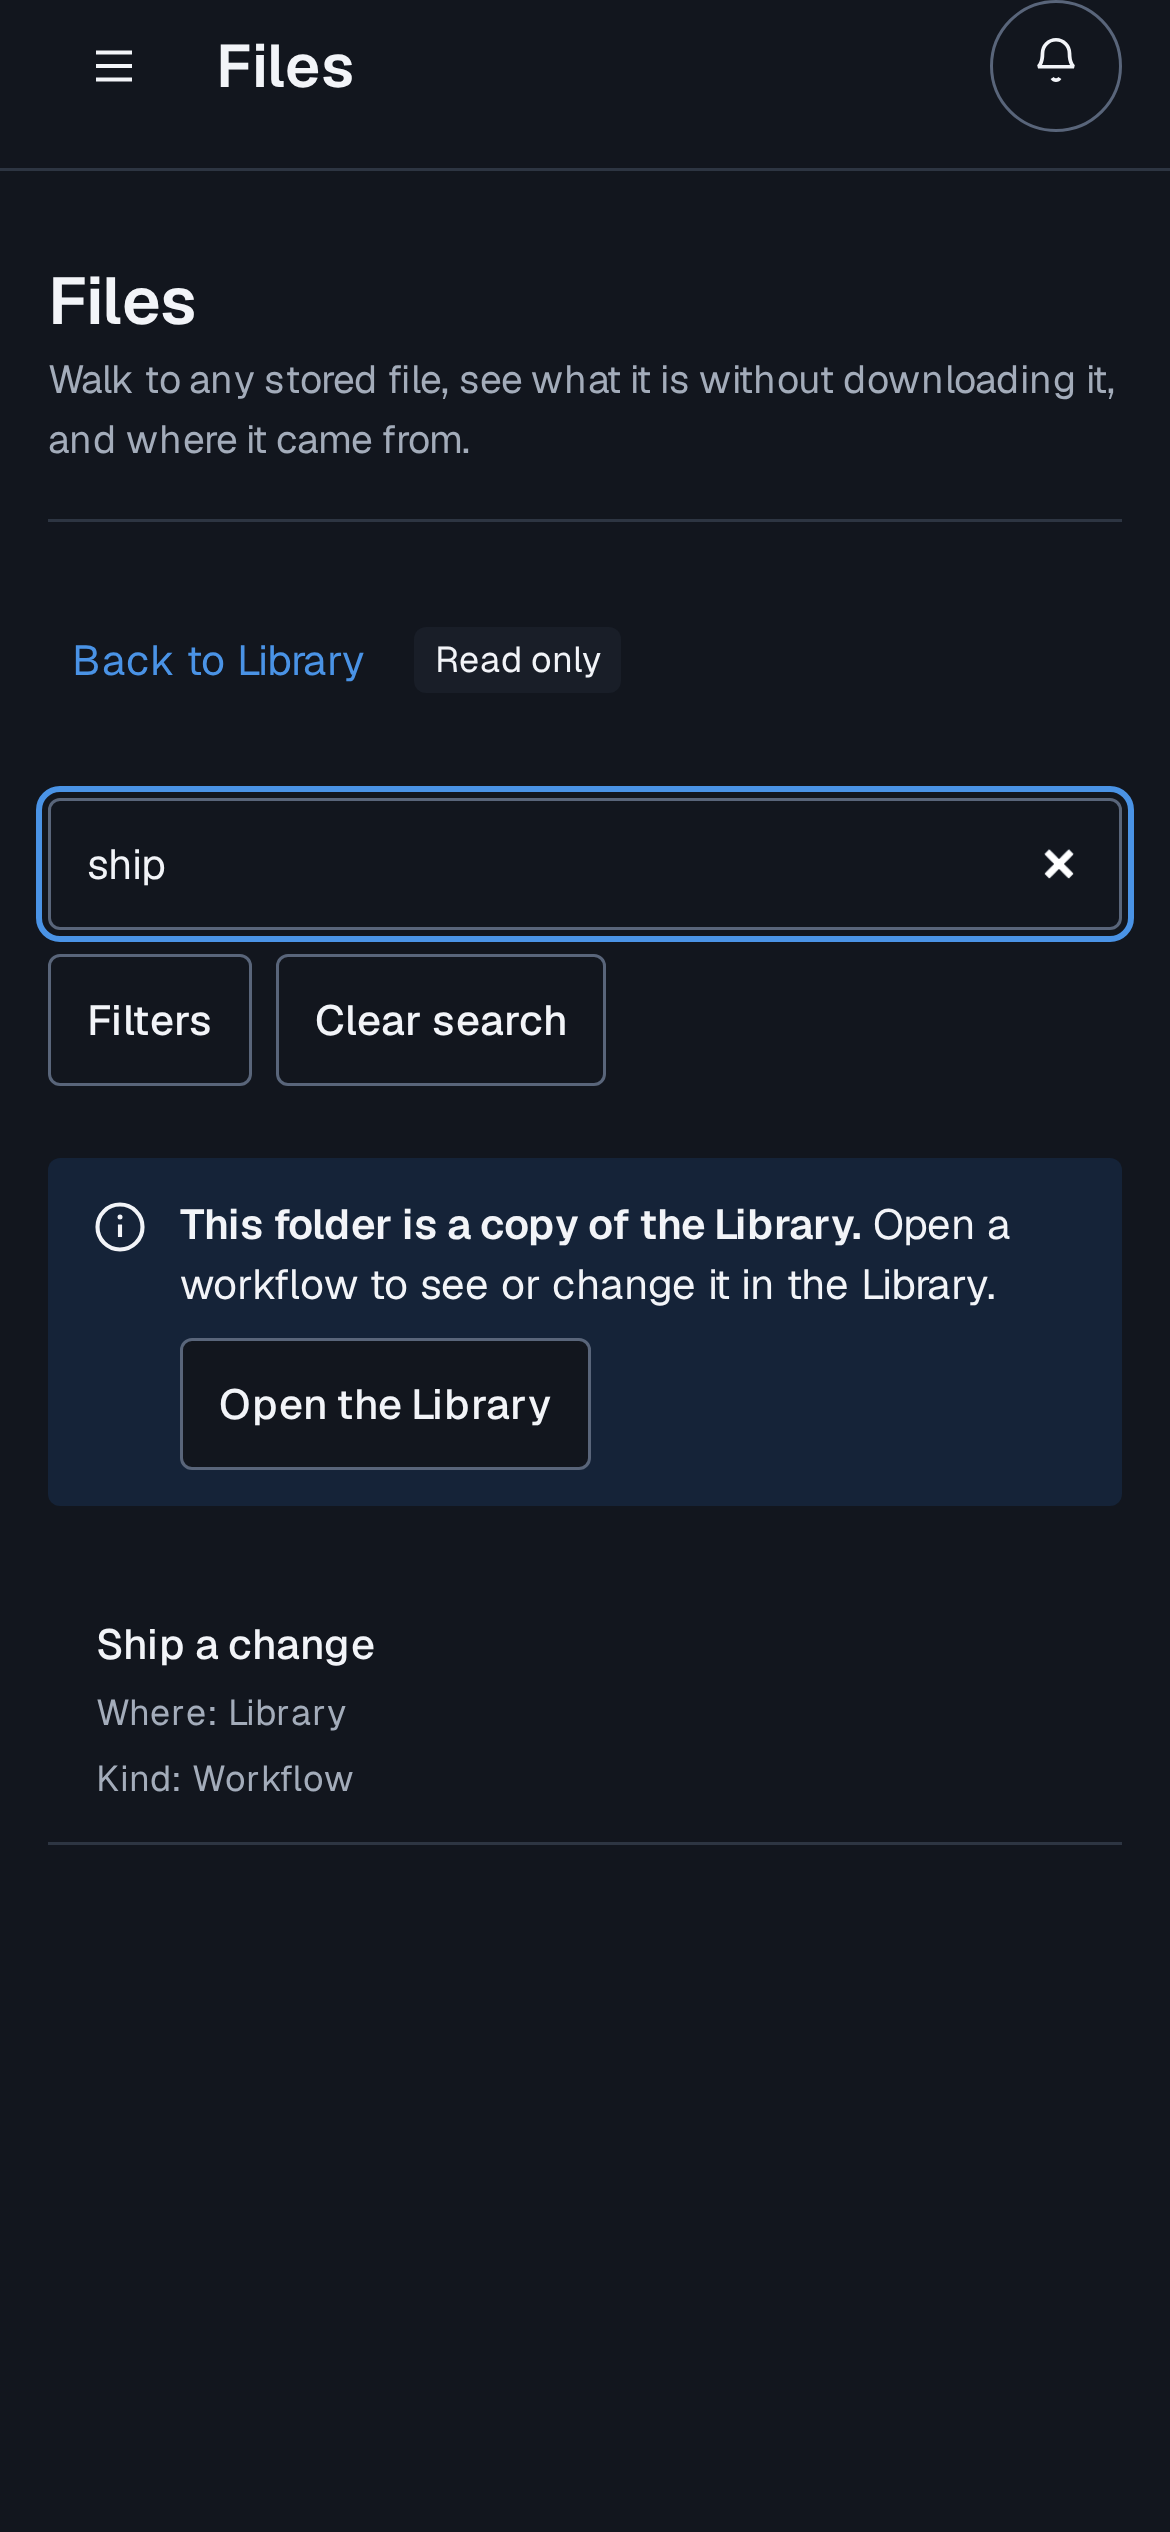 Files
Files
Walk to any stored file, see what it is without downloading it,
and where it came from.
Back to Library
Read only
ship
Filters
Clear search
This folder is a copy of the Library. Open a
workflow to see or change it in the Library.
Open the Library
Ship a change
Where: Library
Kind: Workflow